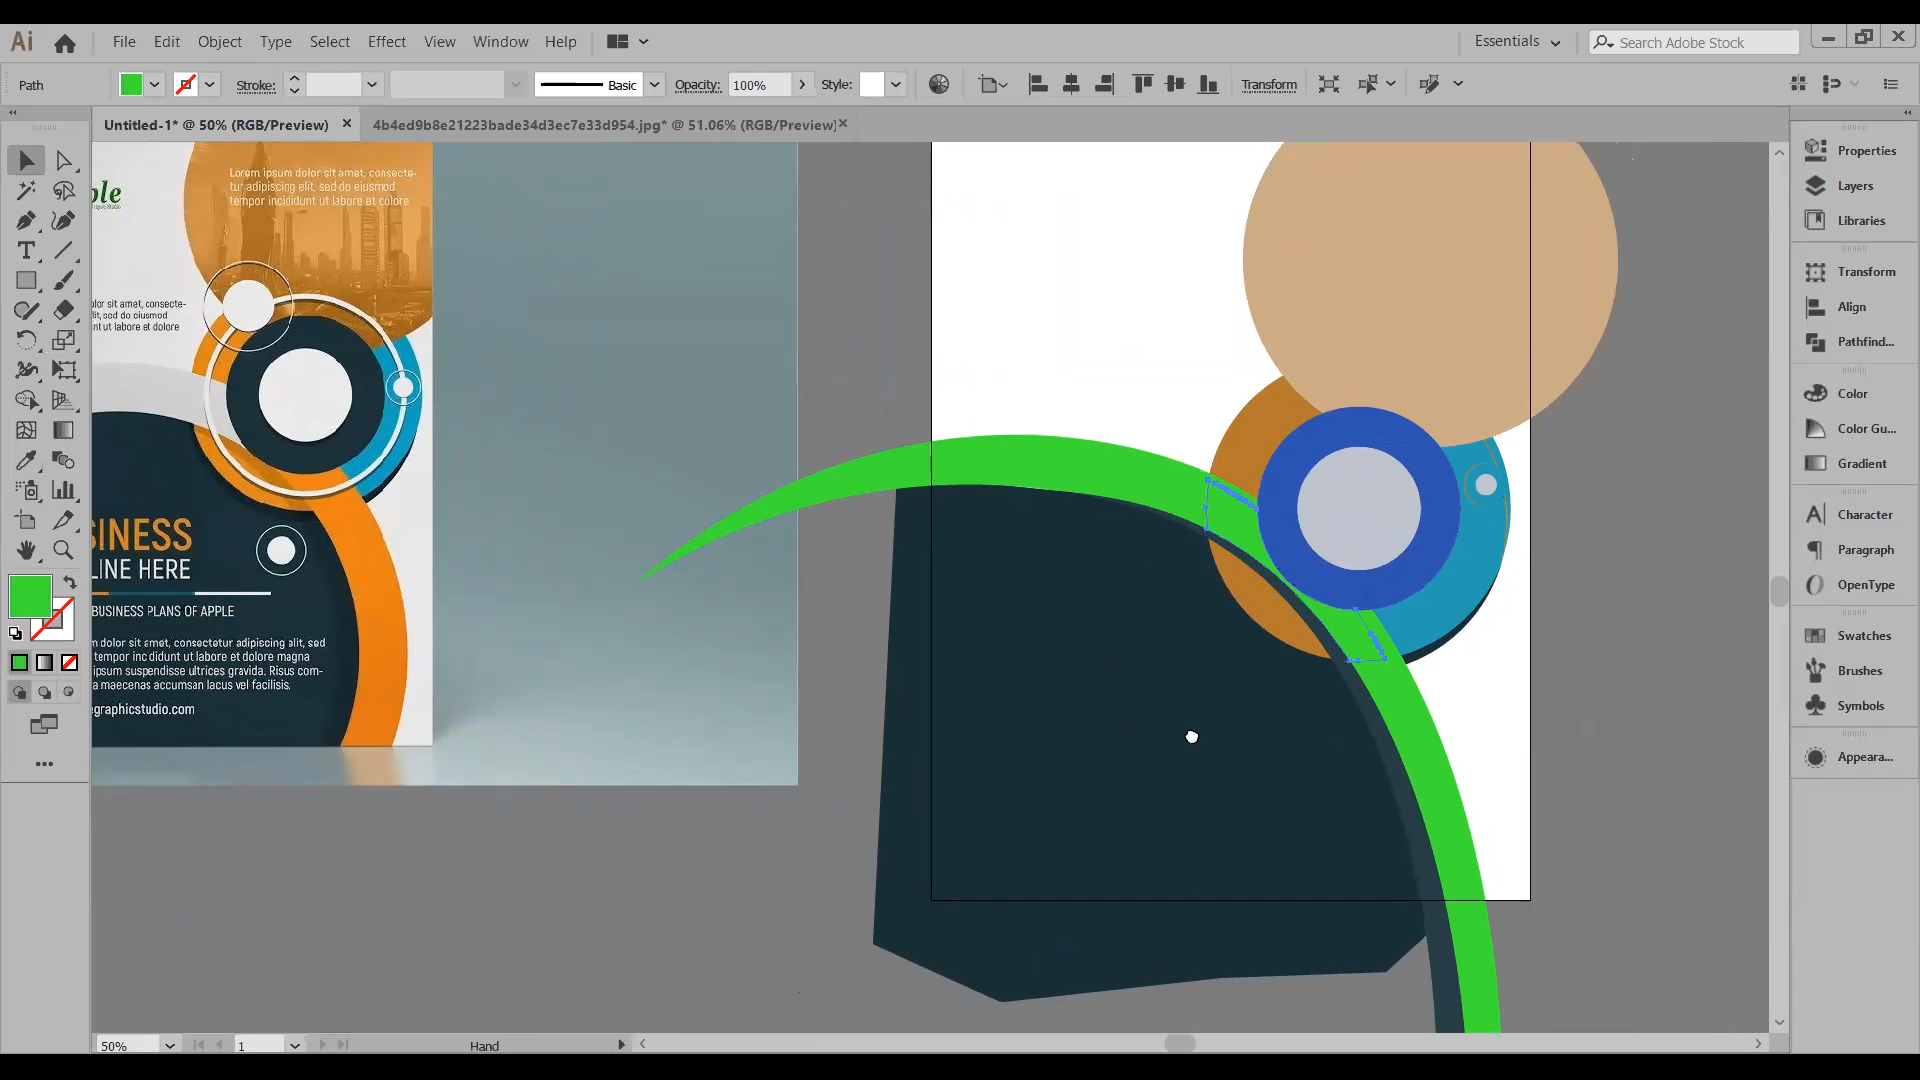 Ai
File Edit Object Type Select Effect View Window Help
Essentials
Search Adobe Stock
Path
Stroke:
Basic
Opacity:
100%
Style:
Transform
Untitled-1* @ 50% (RGB/Preview)
4b4ed9b8e21223bade34d3ec7e33d954.jpg* @ 51.06% (RGB/Preview)
Properties
Layers
Libraries
Transform
Align
Pathfind...
Color
Color Gu...
Gradient
Character
Paragraph
OpenType
Swatches
Brushes
Symbols
Appeara...
ple
Lorem ipsum dolor sit amet, consecte-
tur adipiscing elit, sed do eiusmod
tempor incididunt ut labore et dolore
olor sit amet, consecte-
elit, sed do eiusmod
nt ut labore et dolore
SINESS
LINE HERE
BUSINESS PLANS OF APPLE
m dolor sit amet, consectetur adipiscing elit, sed
tempor incididunt ut labore et dolore magna
ipsum suspendisse ultrices gravida. Risus com-
a maecenas accumsan lacus vel facilisis.
egraphicstudio.com
50%
1
Hand